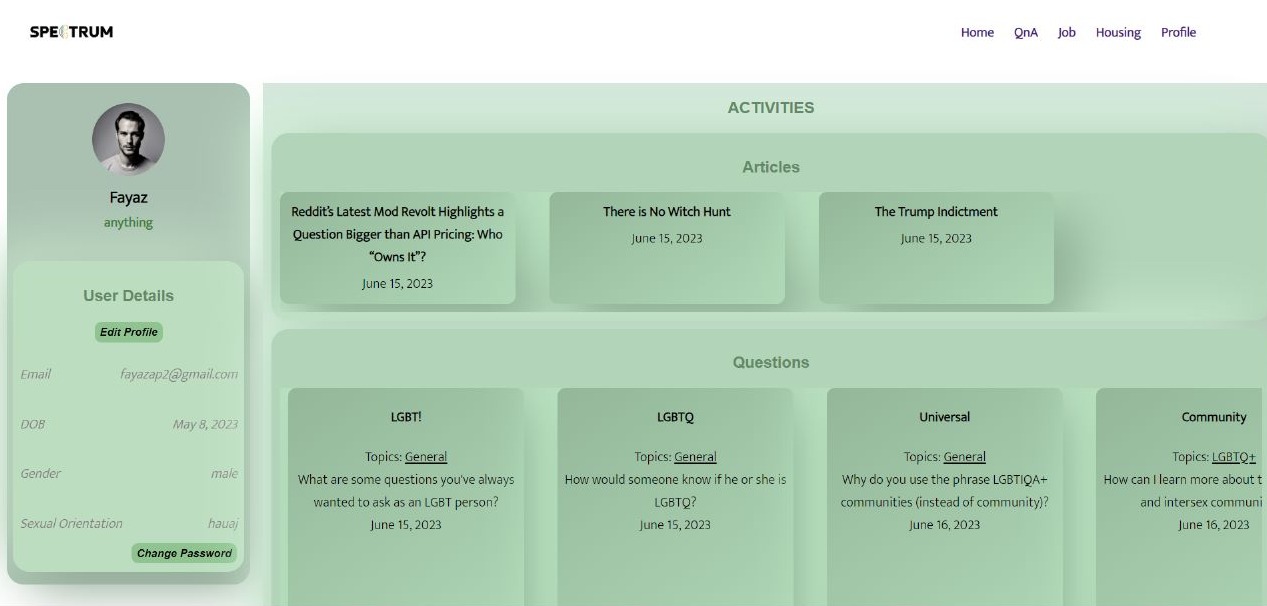 SPECTRUM
Home QnA Job Housing Profile
Fayaz
anything
User Details
Edit Profile
Email fayazap2@gmail.com
DOB May 8, 2023
Gender male
Sexual Orientation hauaj
Change Password
ACTIVITIES
Articles
Reddit’s Latest Mod Revolt Highlights a
Question Bigger than API Pricing: Who
“Owns It”?
June 15, 2023
There is No Witch Hunt
June 15, 2023
The Trump Indictment
June 15, 2023
Questions
LGBT!
Topics: General
What are some questions you've always
wanted to ask as an LGBT person?
June 15, 2023
LGBTQ
Topics: General
How would someone know if he or she is
LGBTQ?
June 15, 2023
Universal
Topics: General
Why do you use the phrase LGBTIQA+
communities (instead of community)?
June 16, 2023
Community
Topics: LGBTQ+
How can I learn more about t
and intersex communi
June 16, 2023